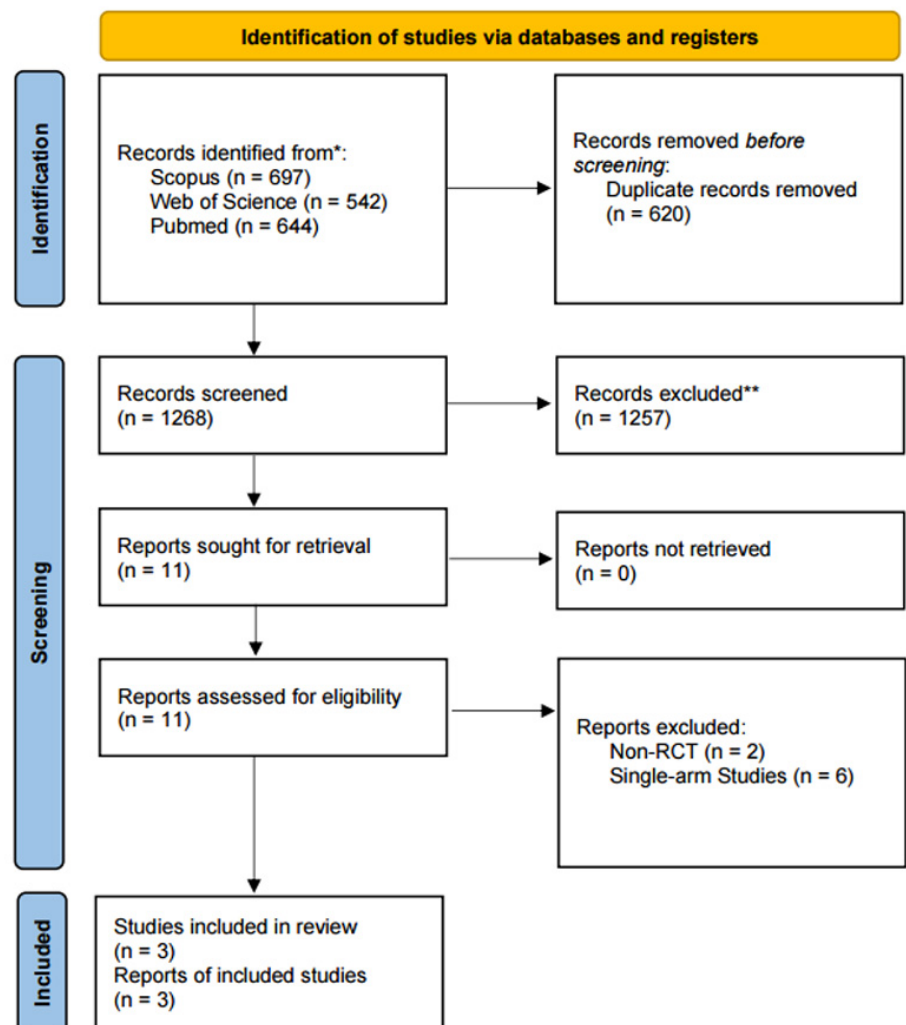 Identification of studies via databases and registers
Identification
Records identified from*:
Scopus (n = 697)
Web of Science (n = 542)
Pubmed (n = 644)
Records removed before
screening:
Duplicate records removed
(n = 620)
Screening
Records screened
(n = 1268)
Records excluded**
(n = 1257)
Reports sought for retrieval
(n = 11)
Reports not retrieved
(n = 0)
Reports assessed for eligibility
(n = 11)
Reports excluded:
Non-RCT (n = 2)
Single-arm Studies (n = 6)
Included
Studies included in review
(n = 3)
Reports of included studies
(n = 3)